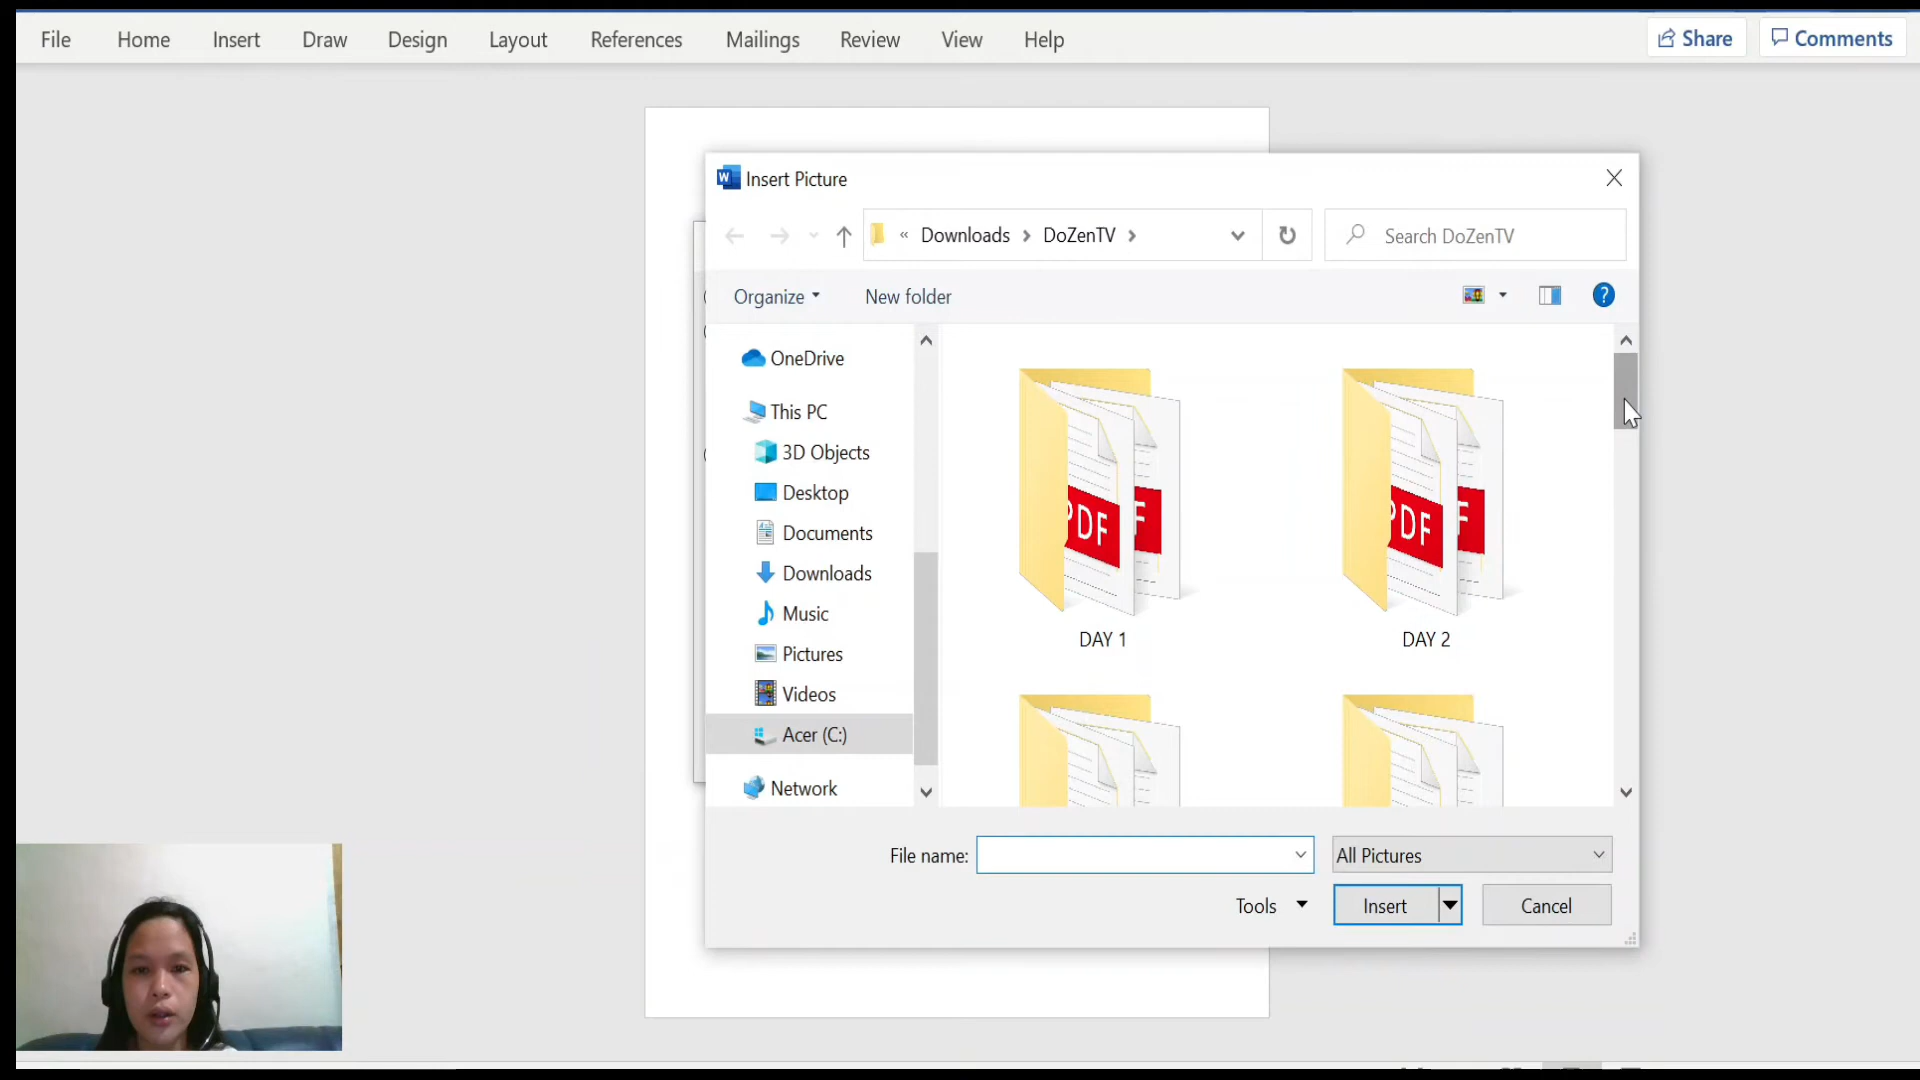 File Home Insert Draw Design Layout References Mailings Review View Help Share Comments
W Insert Picture
« Downloads DoZenTV Search DoZenTV
Organize New folder ?
OneDrive
This PC
3D Objects
Desktop
Documents
Downloads
Music
Pictures
Videos
Acer (C:)
Network
PDF F PDF F
DAY 1 DAY 2
File name: All Pictures
Tools Insert Cancel